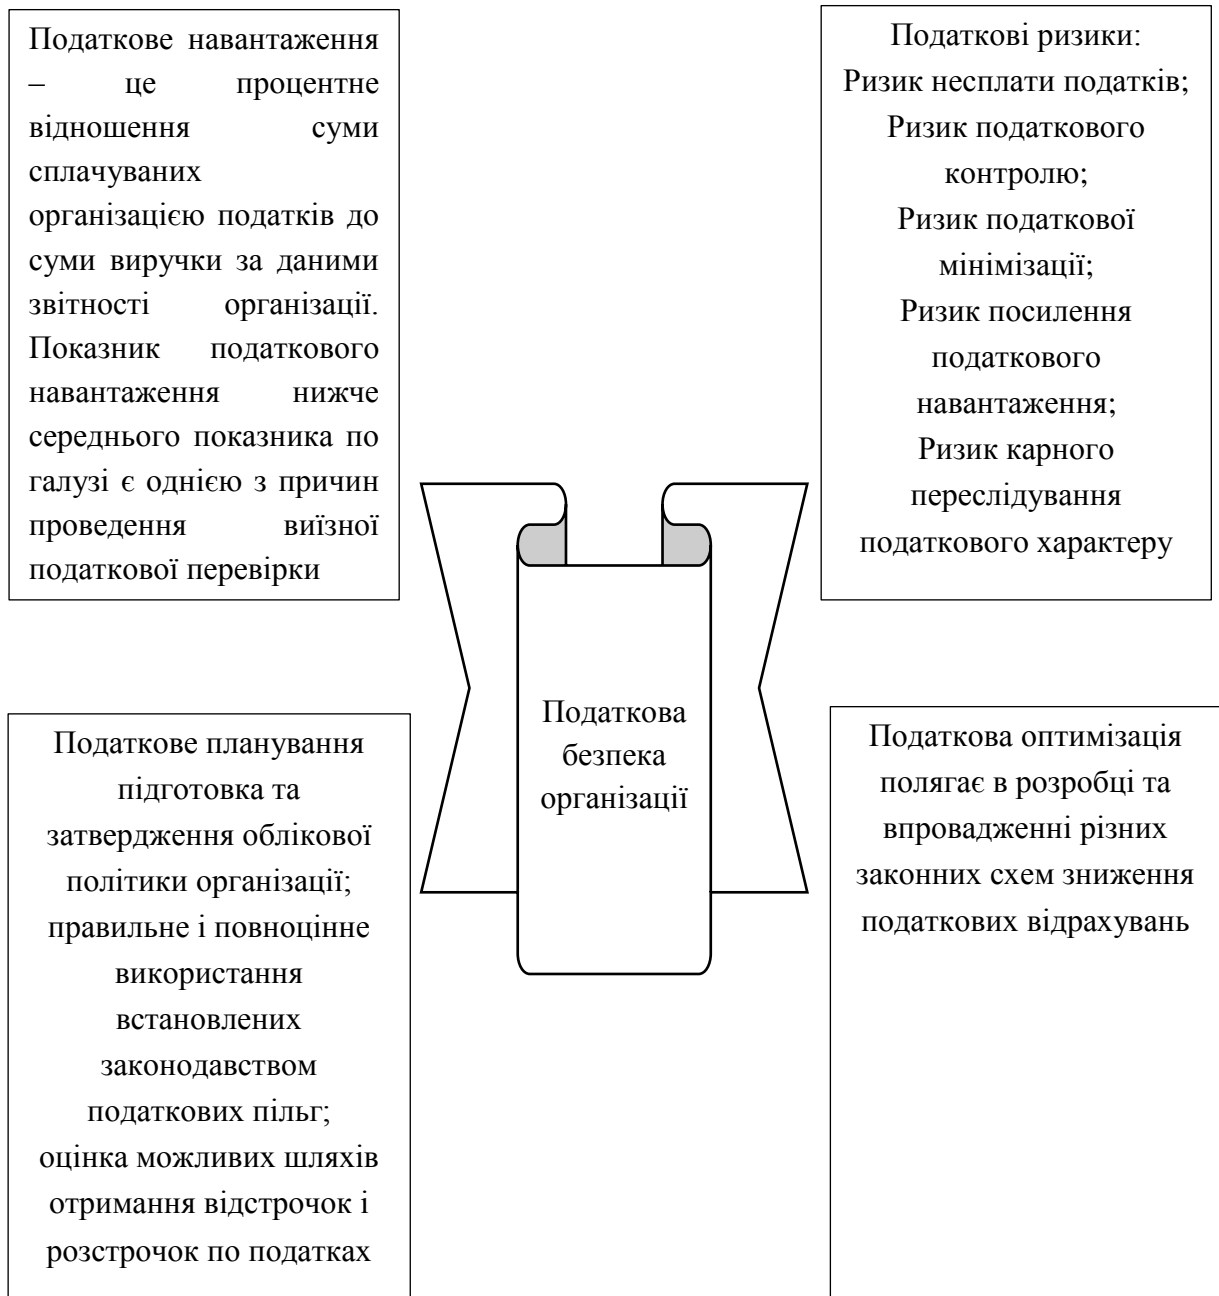 Податкове навантаження
– це процентне
відношення суми
сплачуваних
організацією податків до
суми виручки за даними
звітності організації.
Показник податкового
навантаження нижче
середнього показника по
галузі є однією з причин
проведення виїзної
податкової перевірки
Податкові ризики:
Ризик несплати податків;
Ризик податкового
контролю;
Ризик податкової
мінімізації;
Ризик посилення
податкового
навантаження;
Ризик карного
переслідування
податкового характеру
Податкова
безпека
організації
Податкове планування
підготовка та
затвердження облікової
політики організації;
правильне і повноцінне
використання
встановлених
законодавством
податкових пільг;
оцінка можливих шляхів
отримання відстрочок і
розстрочок по податках
Податкова оптимізація
полягає в розробці та
впровадженні різних
законних схем зниження
податкових відрахувань